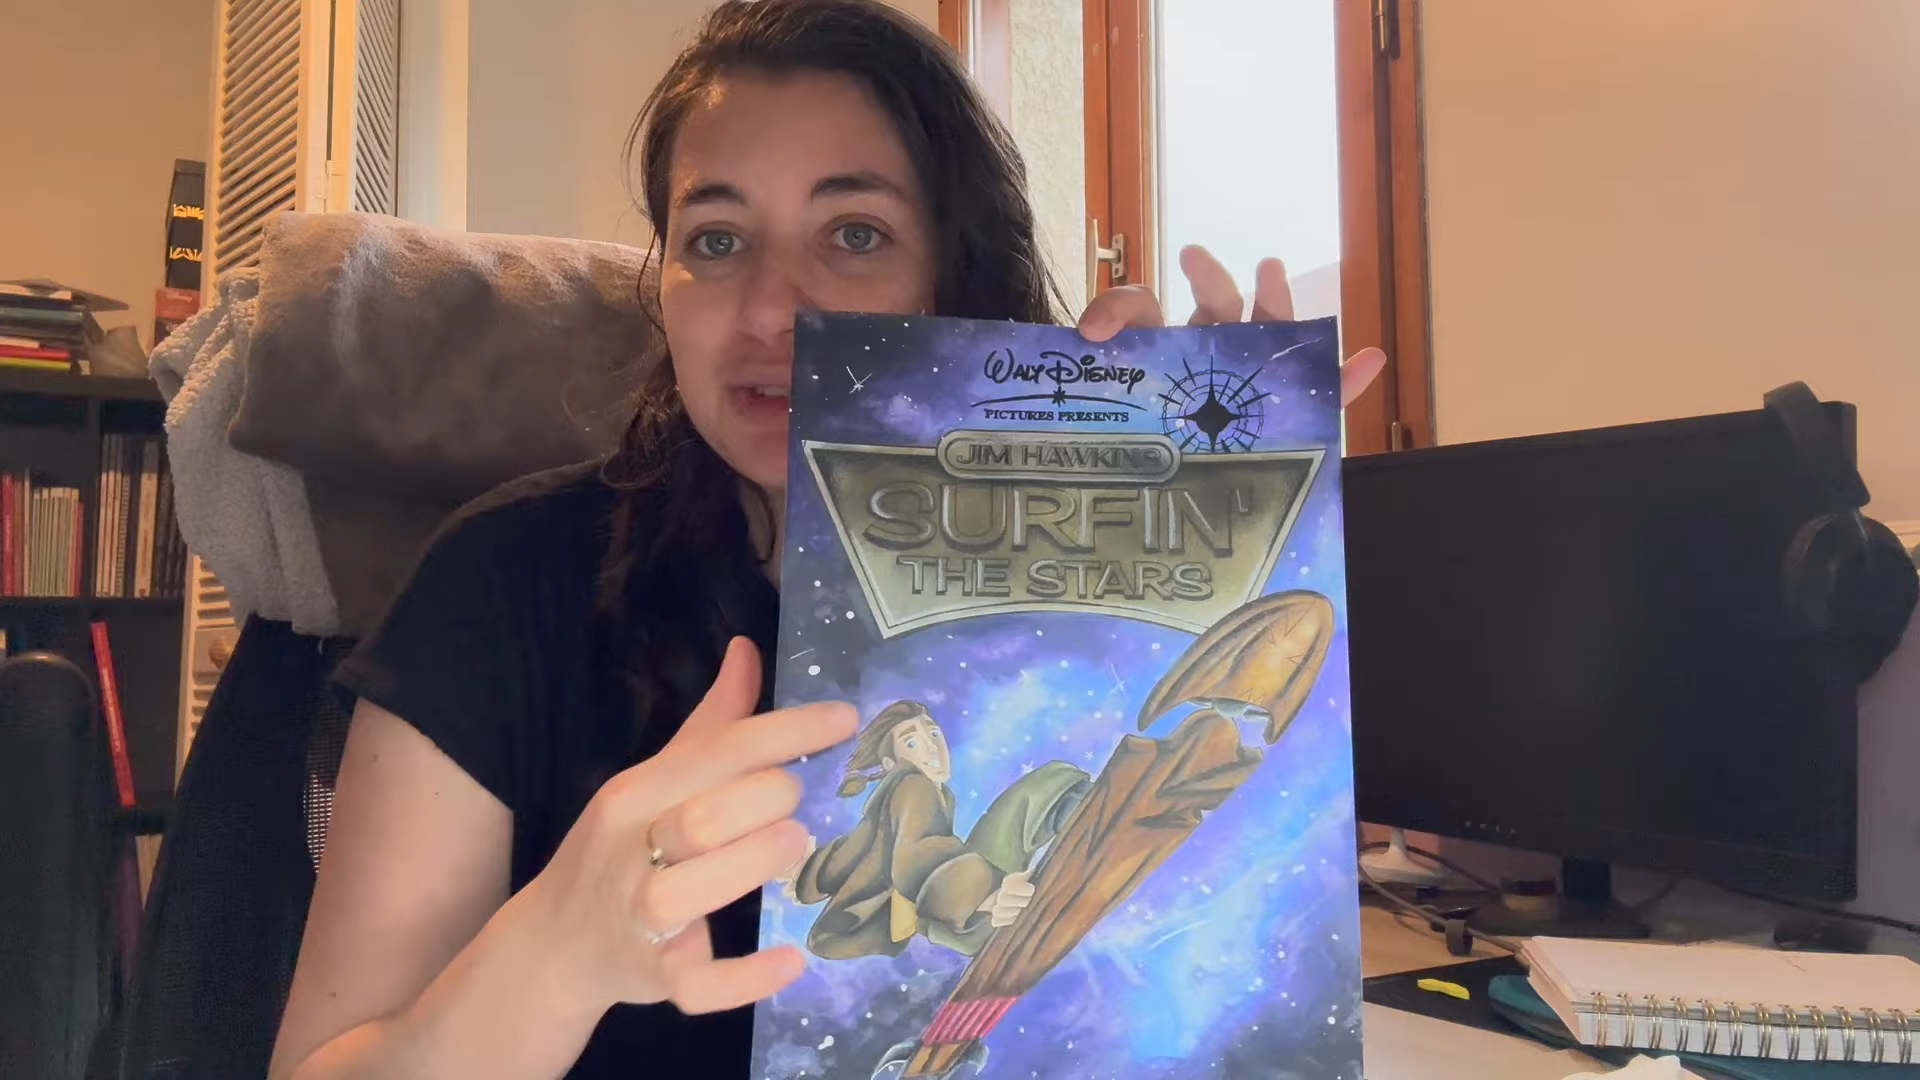 WALT DISNEY
PICTURES PRESENTS
JIM HAWKINS
SURFIN'
THE STARS